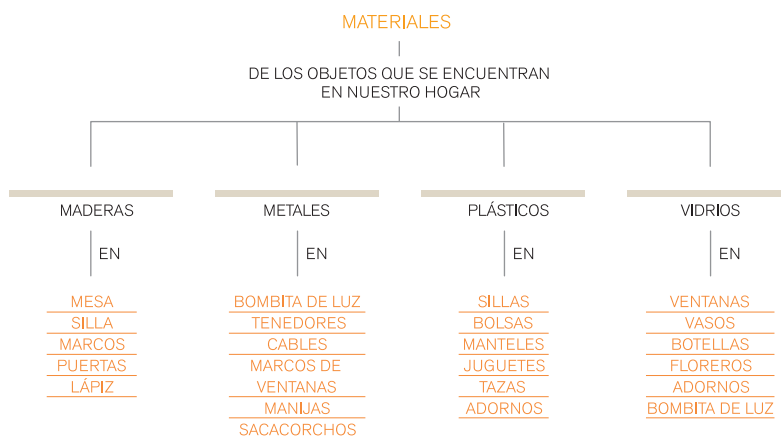 MATERIALES
DE LOS OBJETOS QUE SE ENCUENTRAN
EN NUESTRO HOGAR
MADERAS
EN
MESA
SILLA
MARCOS
PUERTAS
LÁPIZ
METALES
EN
BOMBITA DE LUZ
TENEDORES
CABLES
MARCOS DE
VENTANAS
MANIJAS
SACACORCHOS
PLÁSTICOS
EN
SILLAS
BOLSAS
MANTELES
JUGUETES
TAZAS
ADORNOS
VIDRIOS
EN
VENTANAS
VASOS
BOTELLAS
FLOREROS
ADORNOS
BOMBITA DE LUZ